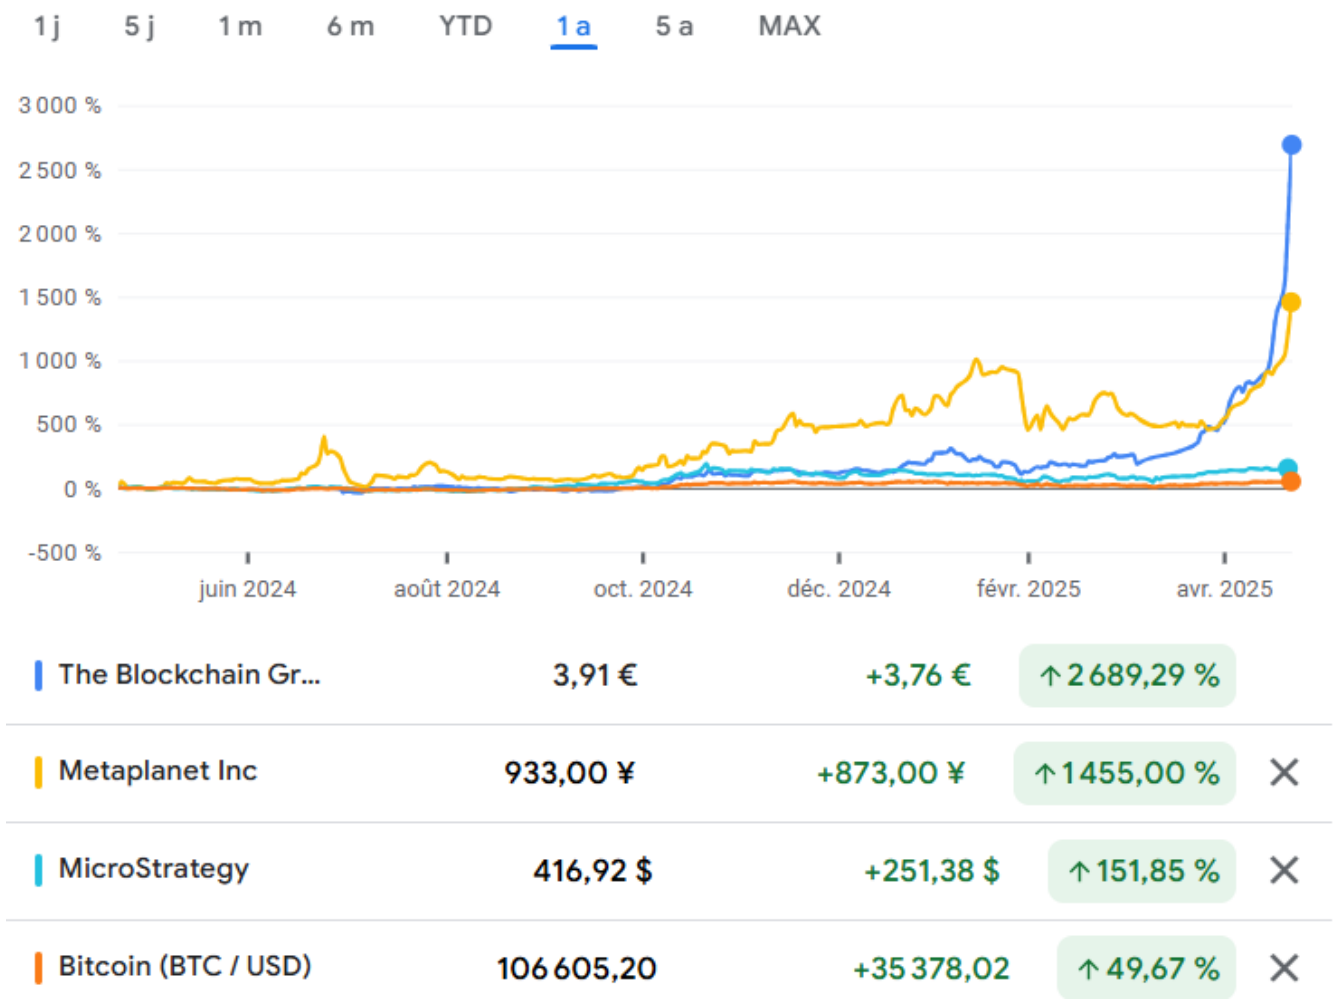 1 j 5 j 1 m 6 m YTD 1 a 5 a MAX
3 000 %
2 500 %
2 000 %
1 500 %
1 000 %
500 %
0 %
-500 %
juin 2024 août 2024 oct. 2024 déc. 2024 févr. 2025 avr. 2025
The Blockchain Gr... 3,91 € +3,76 € ↑ 2 689,29 %
Metaplanet Inc 933,00 ¥ +873,00 ¥ ↑ 1 455,00 % ✕
MicroStrategy 416,92 $ +251,38 $ ↑ 151,85 % ✕
Bitcoin (BTC / USD) 106 605,20 +35 378,02 ↑ 49,67 % ✕